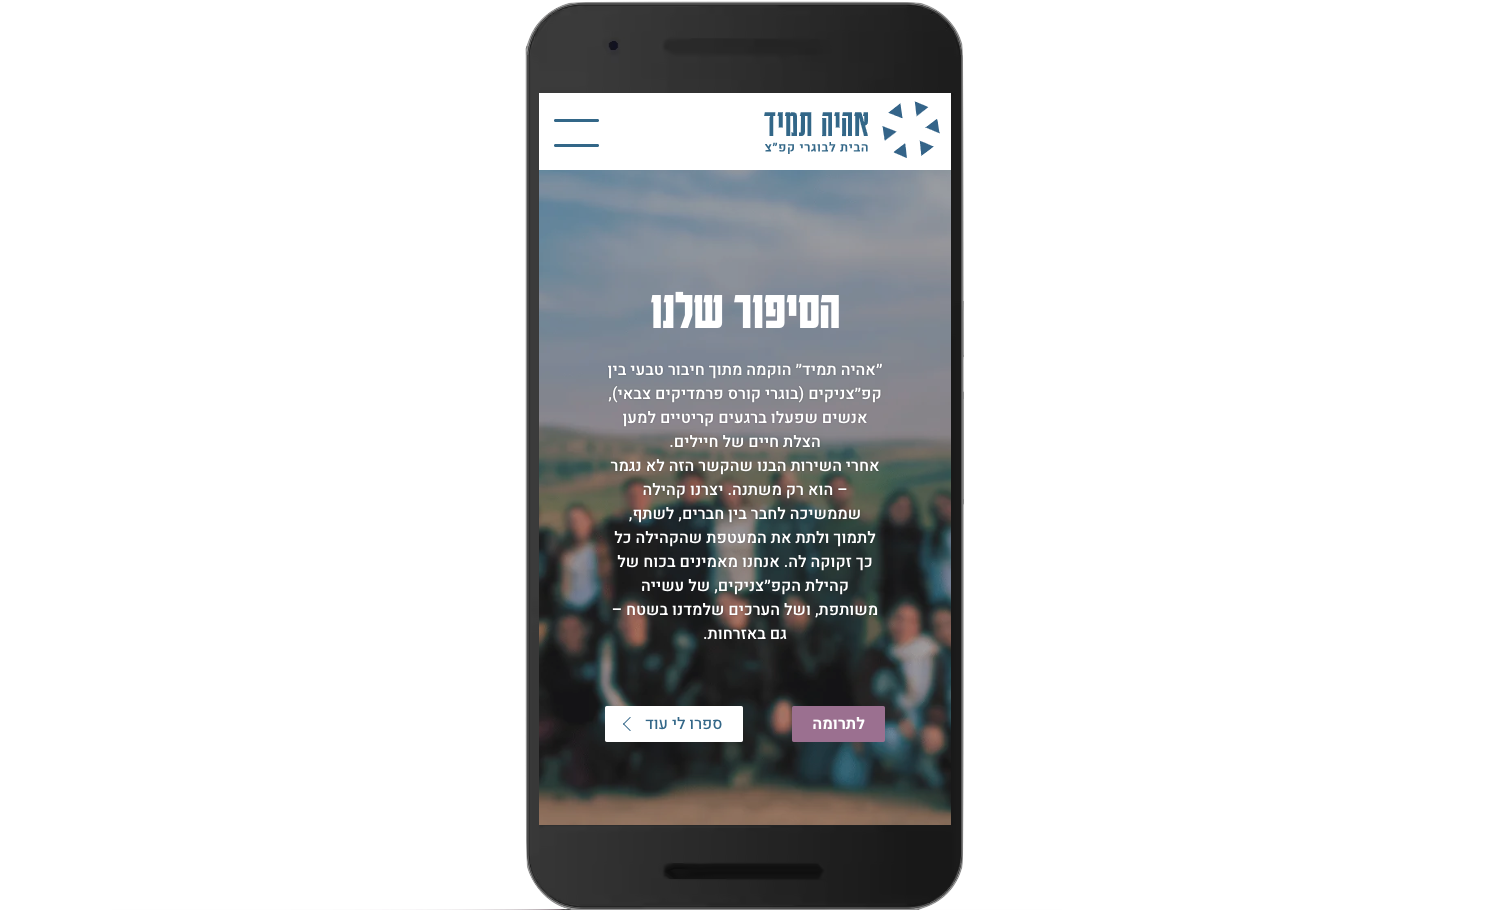 אהיה תמיד
הבית לבוגרי קפ״צ
הסיפור שלנו
״אהיה תמיד״ הוקמה מתוך חיבור טבעי בין
קפ״צניקים (בוגרי קורס פרמדיקים צבאי),
אנשים שפעלו ברגעים קריטיים למען
הצלת חיים של חיילים.
אחרי השירות הבנו שהקשר הזה לא נגמר
– הוא רק משתנה. יצרנו קהילה
שממשיכה לחבר בין חברים, לשתף,
לתמוך ולתת את המעטפת שהקהילה כל
כך זקוקה לה. אנחנו מאמינים בכוח של
קהילת הקפ״צניקים, של עשייה
משותפת, ושל הערכים שלמדנו בשטח –
גם באזרחות.
לתרומה
ספרו לי עוד